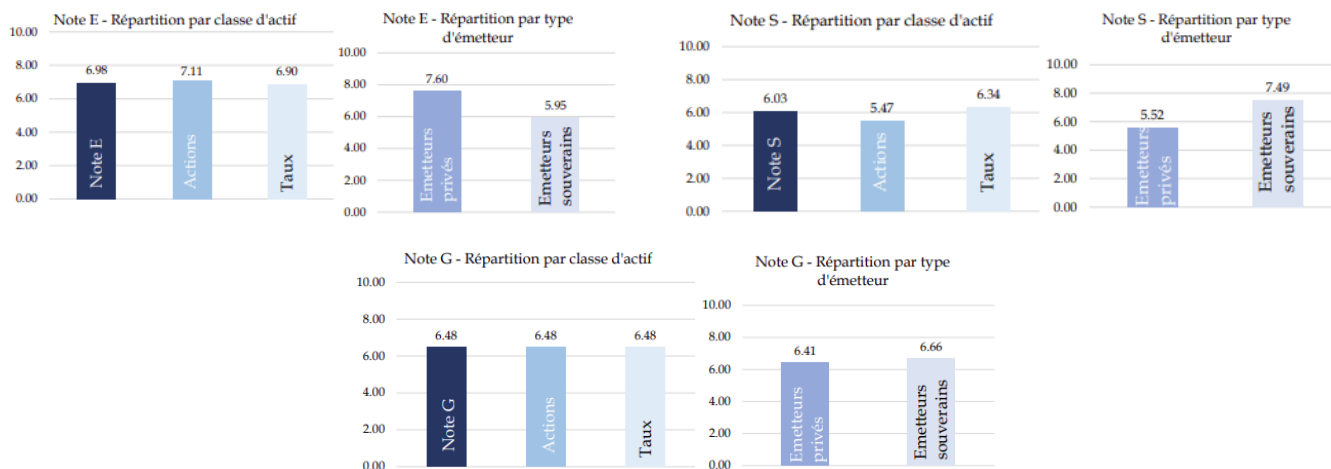 Note E - Répartition par classe d'actif
10.00
8.00
6.00
4.00
2.00
0.00
6.98
7.11
6.90
Note E
Actions
Taux
Note E - Répartition par type
d'émetteur
10.00
8.00
6.00
4.00
2.00
0.00
7.60
5.95
Emetteurs
privés
Emetteurs
souverains
Note S - Répartition par classe d'actif
10.00
8.00
6.00
4.00
2.00
0.00
6.03
5.47
6.34
Note S
Actions
Taux
Note S - Répartition par type
d'émetteur
10.00
8.00
6.00
4.00
2.00
0.00
5.52
7.49
Emetteurs
privés
Emetteurs
souverains
Note G - Répartition par classe d'actif
10.00
8.00
6.00
4.00
2.00
0.00
6.48
6.48
6.48
Note G
Actions
Taux
Note G - Répartition par type
d'émetteur
10.00
8.00
6.00
4.00
2.00
0.00
6.41
6.66
Emetteurs
privés
Emetteurs
souverains